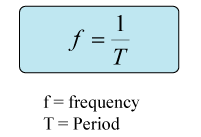 f = 1/T
f = frequency
T = Period